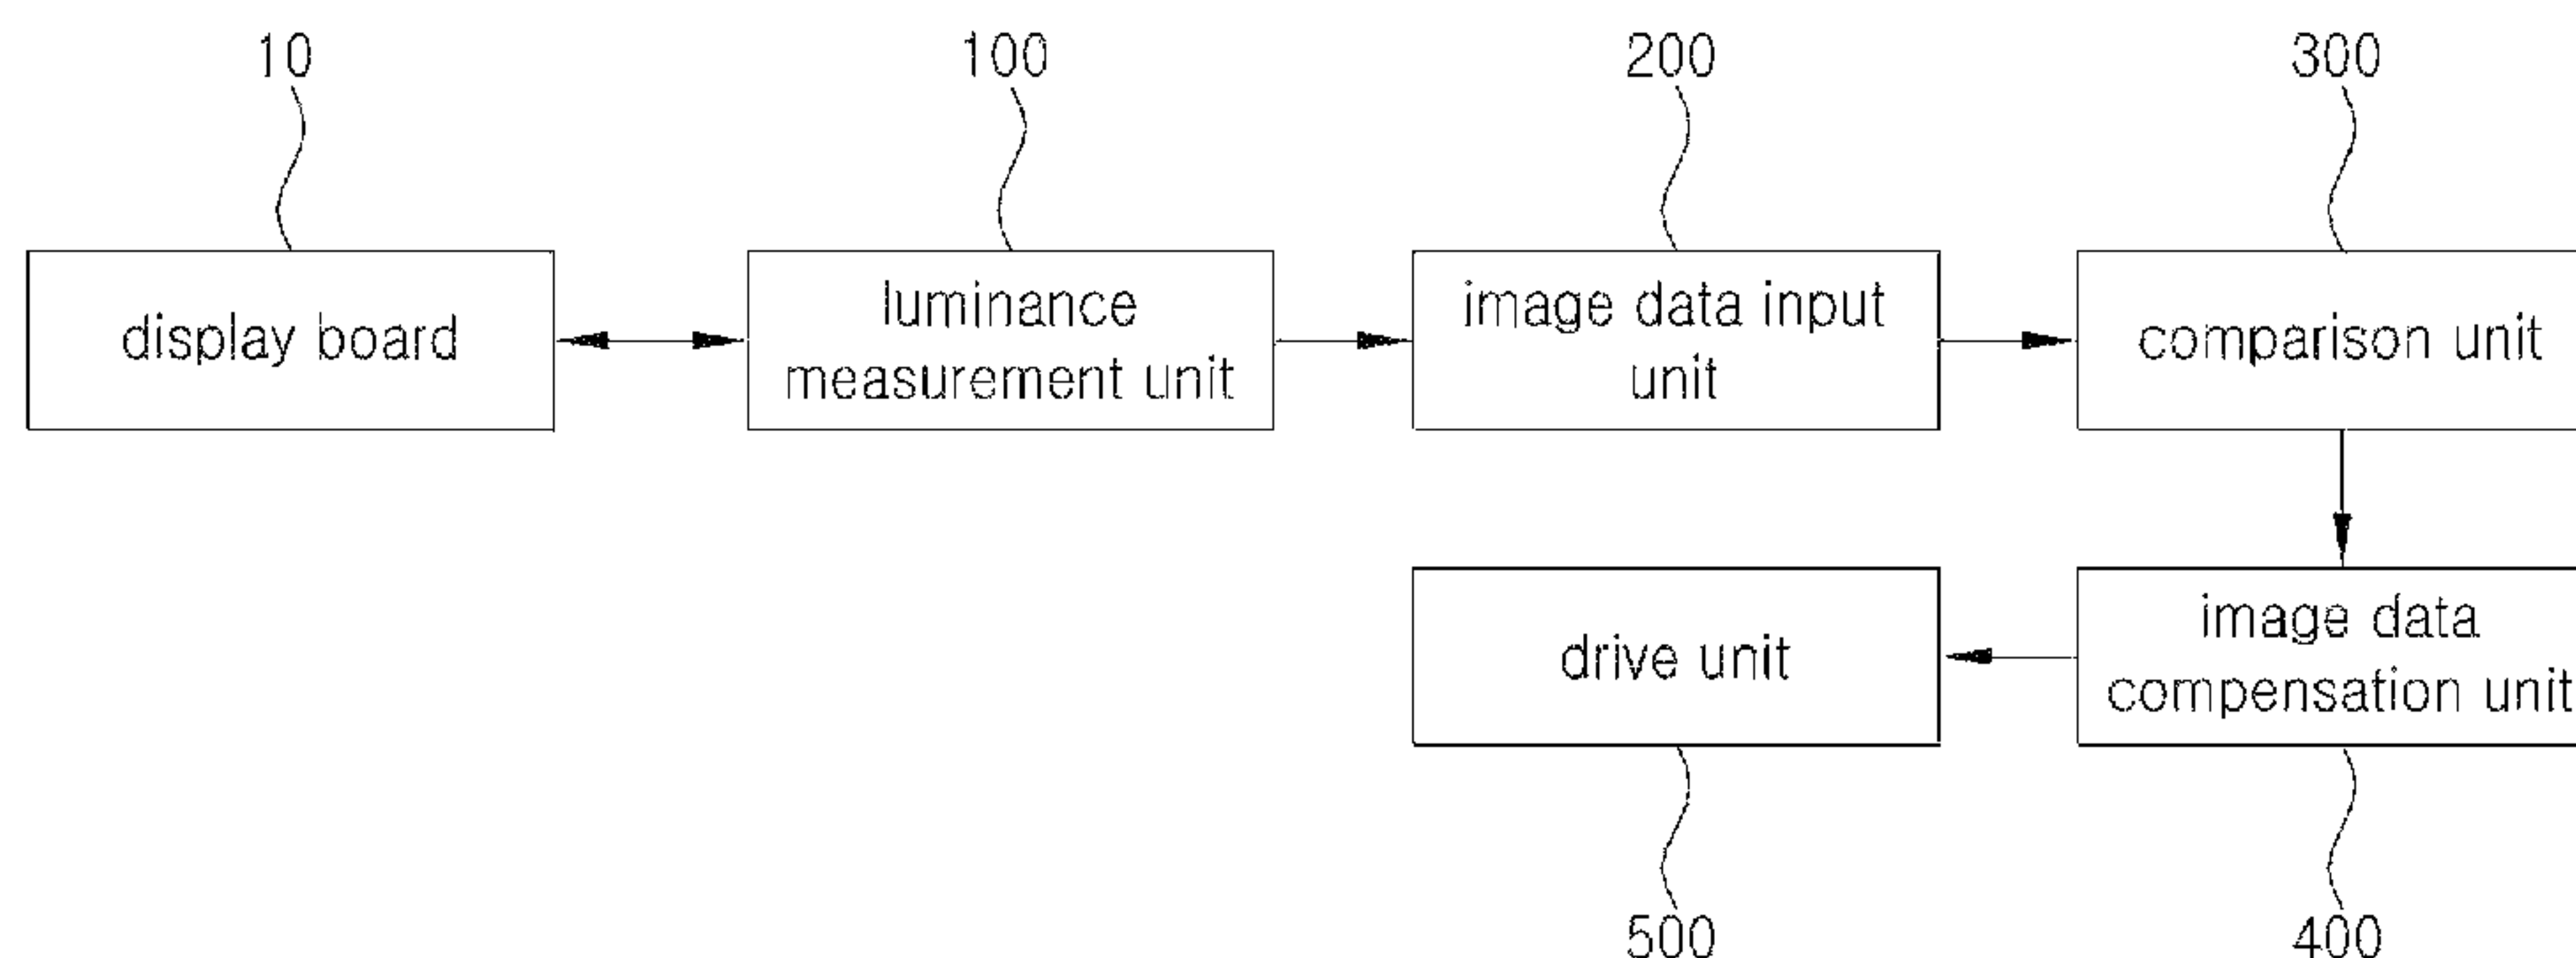 10
100
200
300
display board
luminance
measurement unit
image data input
unit
comparison unit
drive unit
image data
compensation unit
500
400